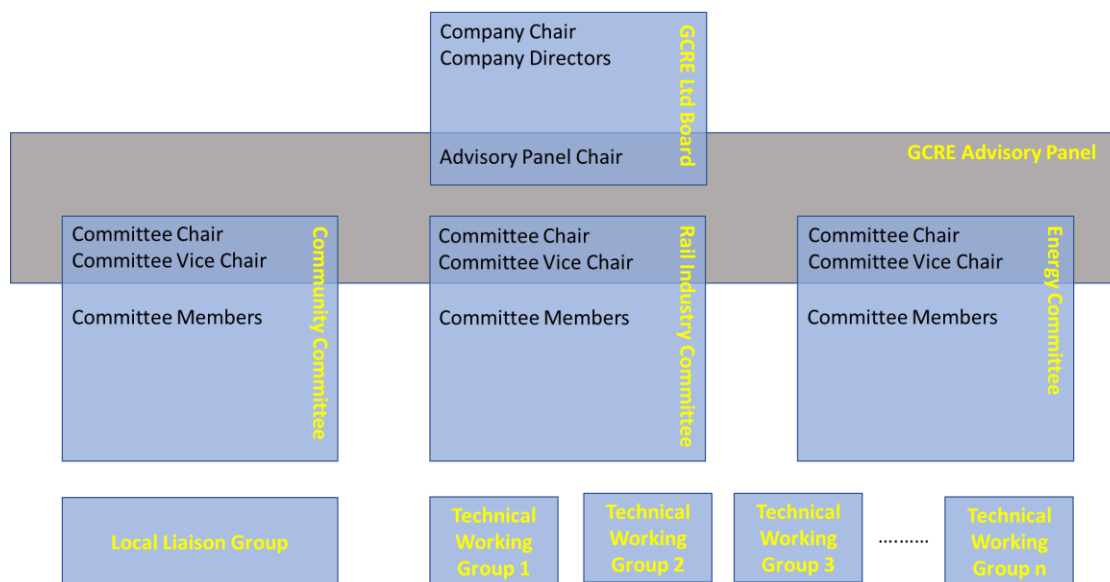 Company Chair
Company Directors
Advisory Panel Chair
GCRE Ltd Board
GCRE Advisory Panel
Committee Chair
Committee Vice Chair
Committee Members
Community Committee
Committee Chair
Committee Vice Chair
Committee Members
Rail Industry Committee
Committee Chair
Committee Vice Chair
Committee Members
Energy Committee
Local Liaison Group
Technical
Working
Group 1
Technical
Working
Group 2
Technical
Working
Group 3
..........
Technical
Working
Group n